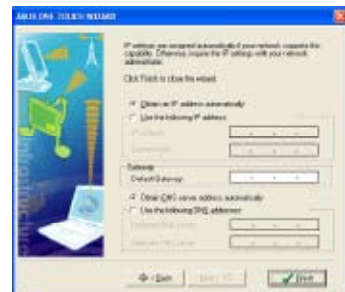 ASUS ONE TOUCH WIZARD
IP settings are assigned automatically if your network supports this
capability. Otherwise, inquire the IP settings with your network
administrator.
Click Finish to close the wizard.
Obtain an IP address automatically
Use the following IP address:
IP address:
Gateway
Default Gateway:
Obtain DNS server address automatically
Use the following DNS addresses:
< Back
Finish